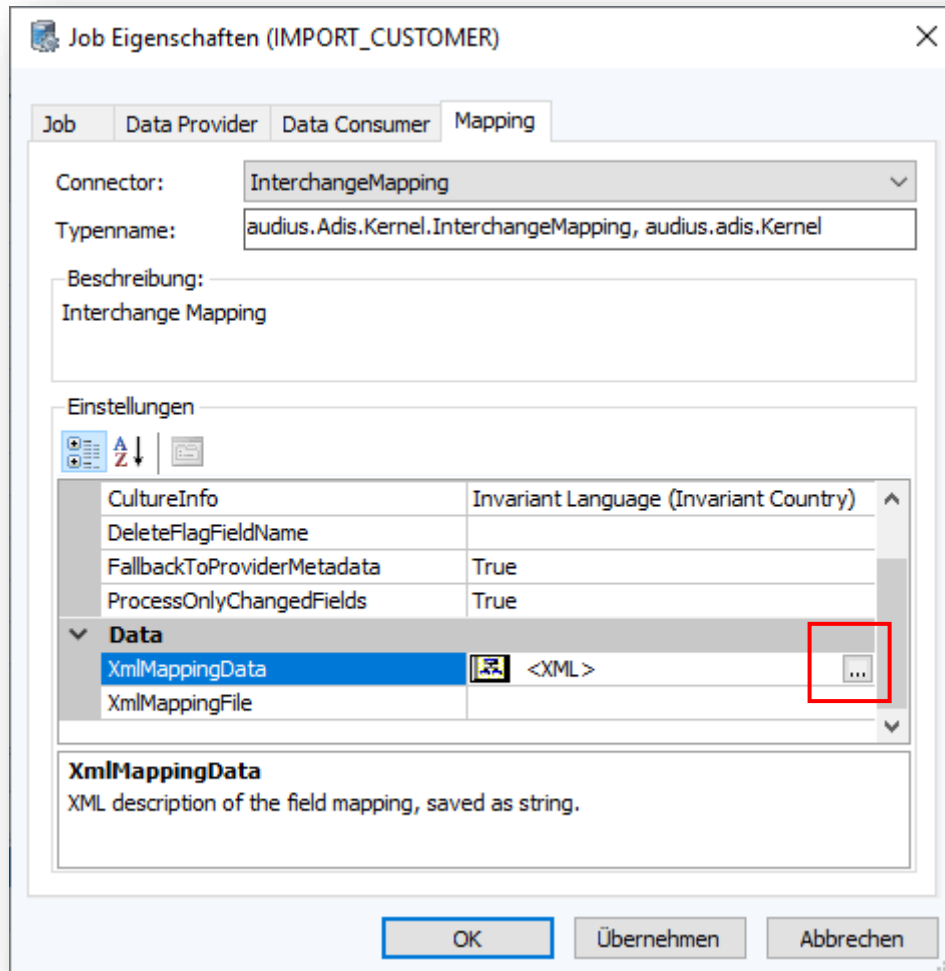 Job Eigenschaften (IMPORT_CUSTOMER)
Job Data Provider Data Consumer Mapping
Connector: InterchangeMapping
Typenname: audius.Adis.Kernel.InterchangeMapping, audius.adis.Kernel
Beschreibung:
Interchange Mapping
Einstellungen
A
Z
CultureInfo Invariant Language (Invariant Country)
DeleteFlagFieldName
FallbackToProviderMetadata True
ProcessOnlyChangedFields True
Data
XmlMappingData <XML> ...
XmlMappingFile
XmlMappingData
XML description of the field mapping, saved as string.
OK Übernehmen Abbrechen